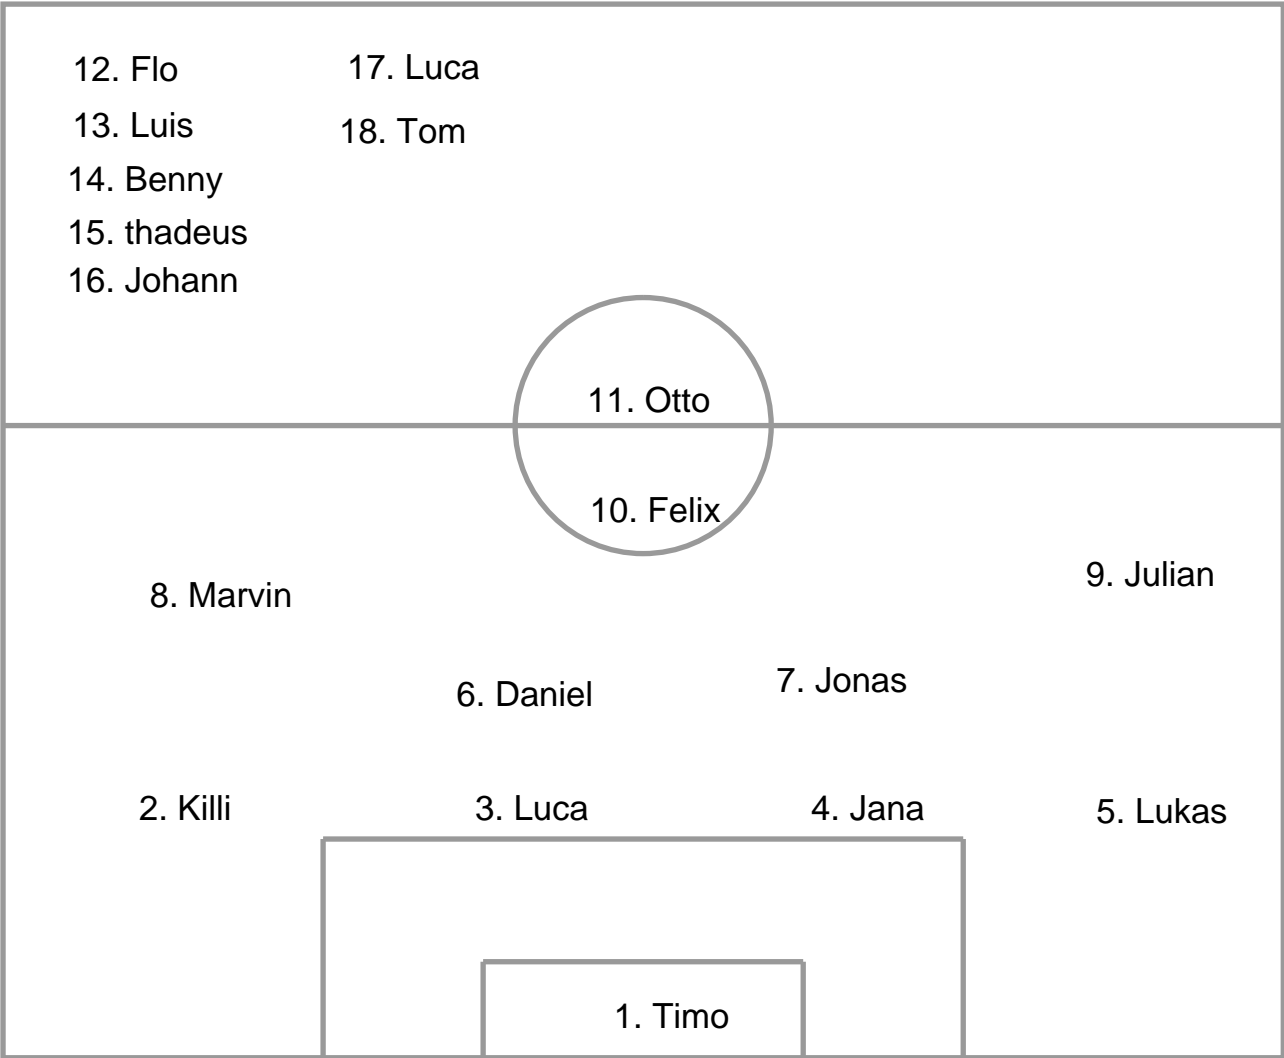 12. Flo
17. Luca
13. Luis
18. Tom
14. Benny
15. thadeus
16. Johann
11. Otto
10. Felix
9. Julian
8. Marvin
7. Jonas
6. Daniel
2. Killi
3. Luca
4. Jana
5. Lukas
1. Timo